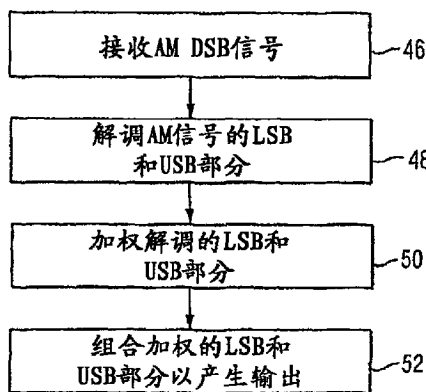 接收AM DSB信号
46
解调AM信号的LSB
和USB部分
48
加权解调的LSB和
USB部分
50
组合加权的LSB和
USB部分以产生输出
52